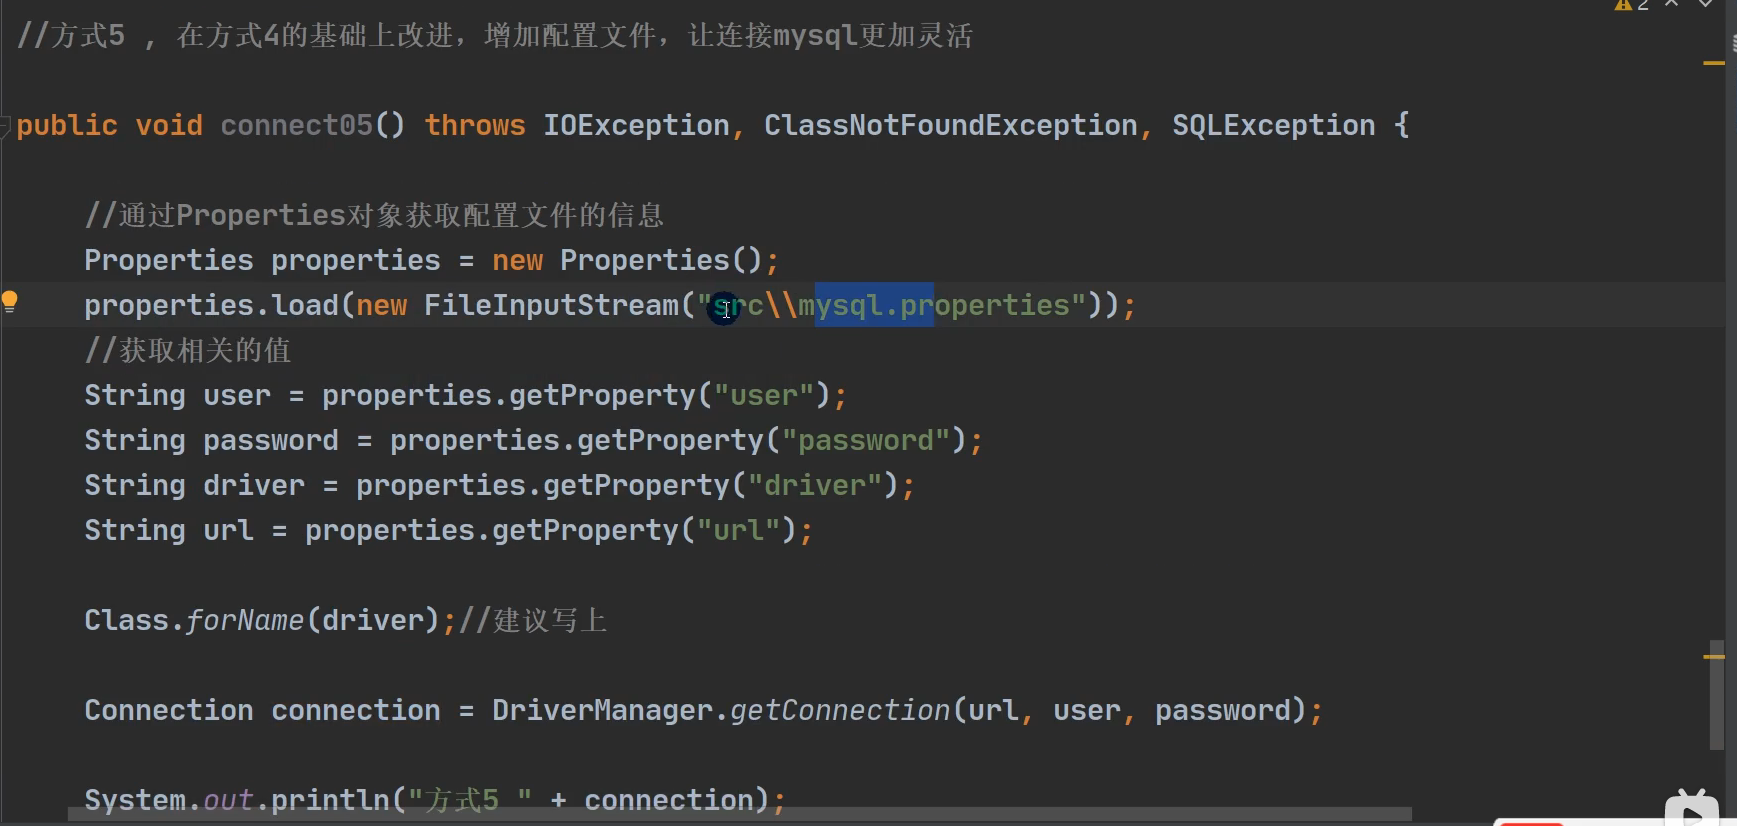 2
//方式5 , 在方式4的基础上改进，增加配置文件，让连接mysql更加灵活
public void connect05() throws IOException, ClassNotFoundException, SQLException {
//通过Properties对象获取配置文件的信息
Properties properties = new Properties();
properties.load(new FileInputStream("src\\mysql.properties"));
//获取相关的值
String user = properties.getProperty("user");
String password = properties.getProperty("password");
String driver = properties.getProperty("driver");
String url = properties.getProperty("url");
Class.forName(driver);//建议写上
Connection connection = DriverManager.getConnection(url, user, password);
System.out.println("方式5 " + connection);